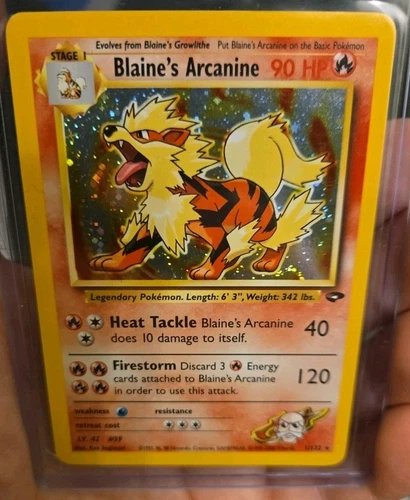 Evolves from Blaine's Growlithe Put Blaine's Arcanine on the Basic Pokémon
STAGE 1
Blaine's Arcanine 90 HP
Legendary Pokémon. Length: 6' 3", Weight: 342 lbs.
Heat Tackle Blaine's Arcanine
does 10 damage to itself.
40
Firestorm Discard 3 Energy
cards attached to Blaine's Arcanine
in order to use this attack.
120
weakness resistance
retreat cost
1/132